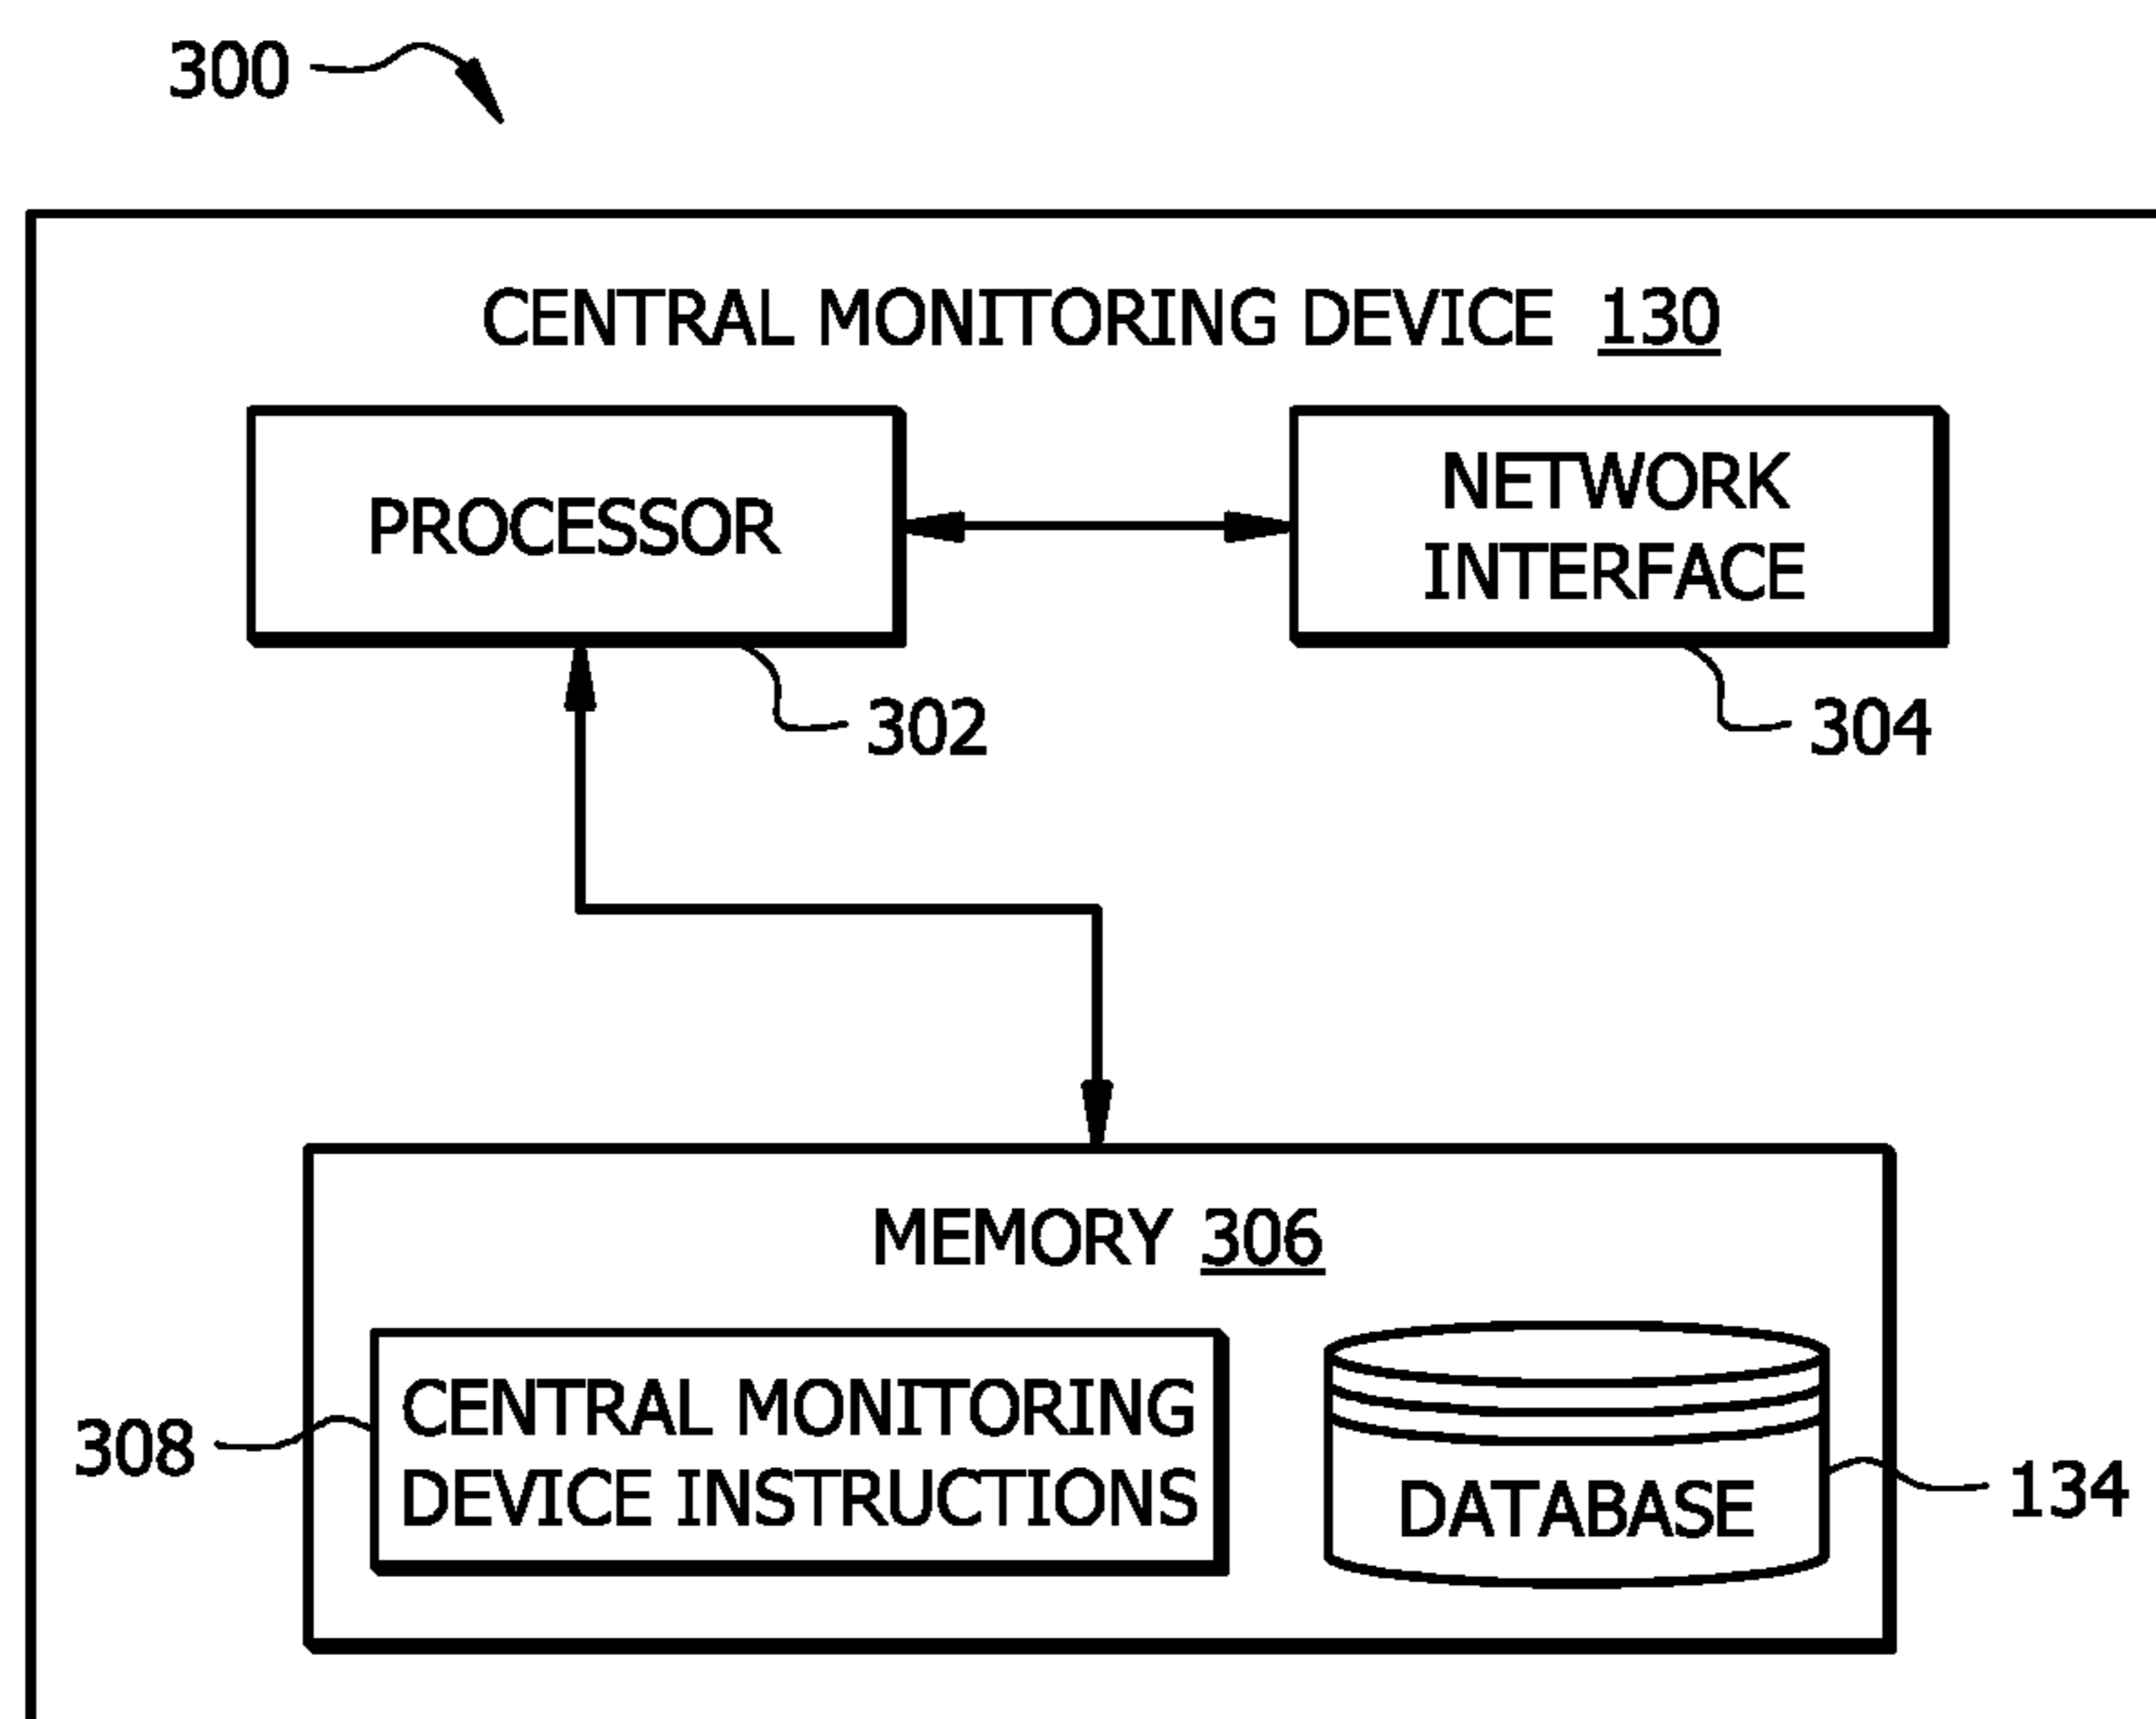 300
CENTRAL MONITORING DEVICE 130
PROCESSOR
NETWORK
INTERFACE
302
304
MEMORY 306
CENTRAL MONITORING
DEVICE INSTRUCTIONS
308
DATABASE
134